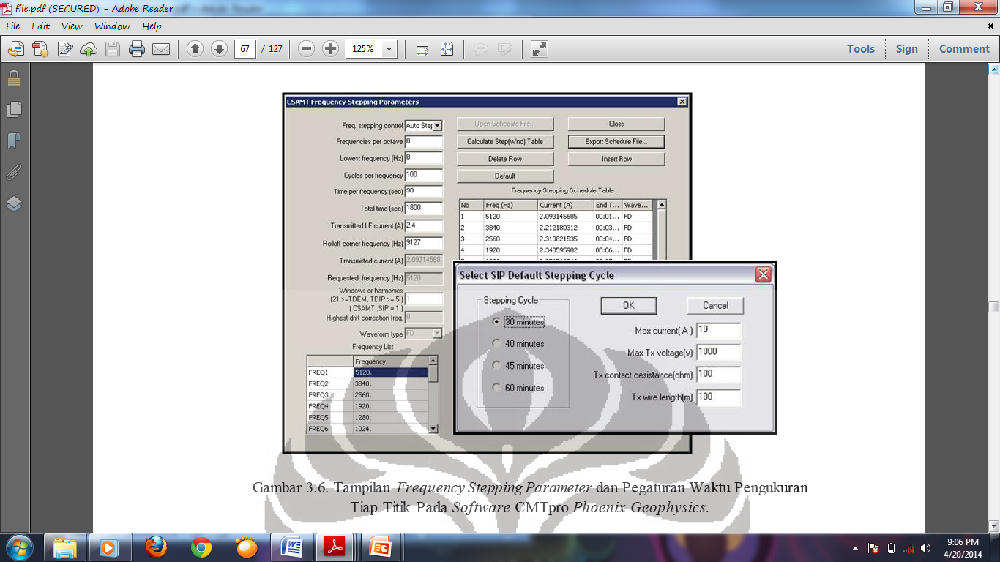 file.pdf (SECURED) - Adobe Reader
File Edit View Window Help
67 / 127 125% Tools Sign Comment
CSAMT Frequency Stepping Parameters
Freq. stepping control Auto Step
Frequencies per octave 0
Lowest frequency (Hz) 8
Cycles per frequency 100
Time per frequency (sec) 90
Total time (sec) 1800
Transmitted LF current (A) 2.4
Rolloff corner frequency (Hz) 9127
Transmitted current (A) 2.09314568
Requested frequency (Hz) 5120
Windows or harmonics
(21 >=TDEM, TDIP >= 5 ) 1
( CSAMT ,SIP = 1 )
Highest drift correction freq. 0
Waveform type FD
Frequency List
Frequency
FREQ1 5120.
FREQ2 3840.
FREQ3 2560.
FREQ4 1920.
FREQ5 1280.
FREQ6 1024.
Open Schedule File... Close
Calculate Step(Wnd) Table Export Schedule File...
Delete Row Insert Row
Default
Frequency Stepping Schedule Table
No Freq (Hz) Current (A) End T... Wave...
1 5120. 2.093145685 00:01... FD
2 3840. 2.212180312 00:03... FD
3 2560. 2.310821535 00:04... FD
4 1920. 2.348595902 00:06... FD
Select SIP Default Stepping Cycle
Stepping Cycle
30 minutes
40 minutes
45 minutes
60 minutes
OK Cancel
Max current( A ) 10
Max Tx voltage(v) 1000
Tx contact cesistance(ohm) 100
Tx wire length(m) 100
Gambar 3.6. Tampilan Frequency Stepping Parameter dan Pegaturan Waktu Pengukuran
Tiap Titik Pada Software CMTpro Phoenix Geophysics.
9:06 PM
4/20/2014